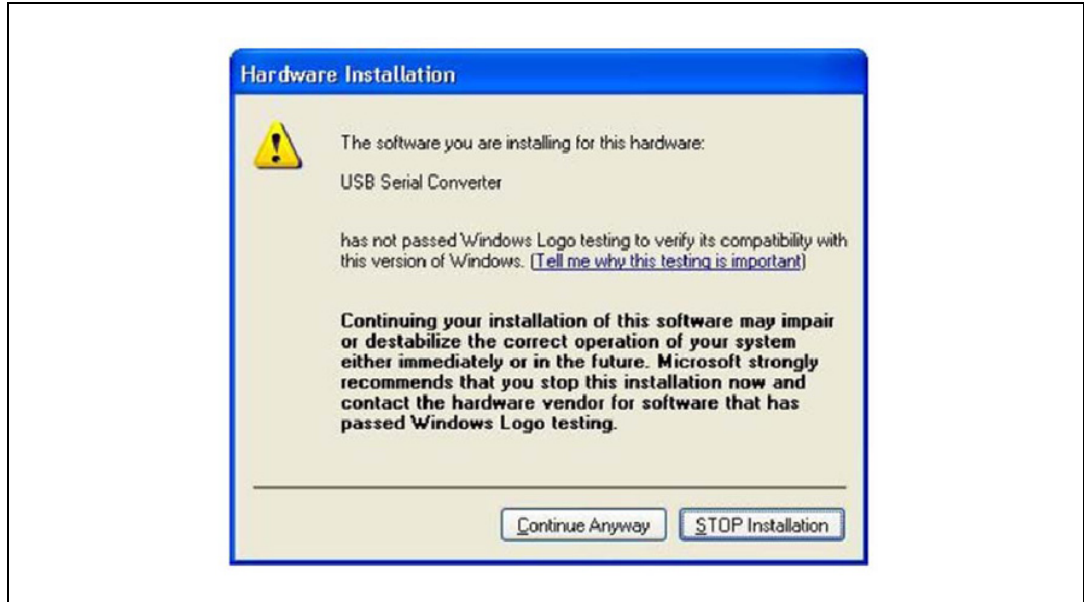 Hardware Installation
The software you are installing for this hardware:
USB Serial Converter
has not passed Windows Logo testing to verify its compatibility with
this version of Windows. (Tell me why this testing is important)
Continuing your installation of this software may impair
or destabilize the correct operation of your system
either immediately or in the future. Microsoft strongly
recommends that you stop this installation now and
contact the hardware vendor for software that has
passed Windows Logo testing.
Continue Anyway
STOP Installation